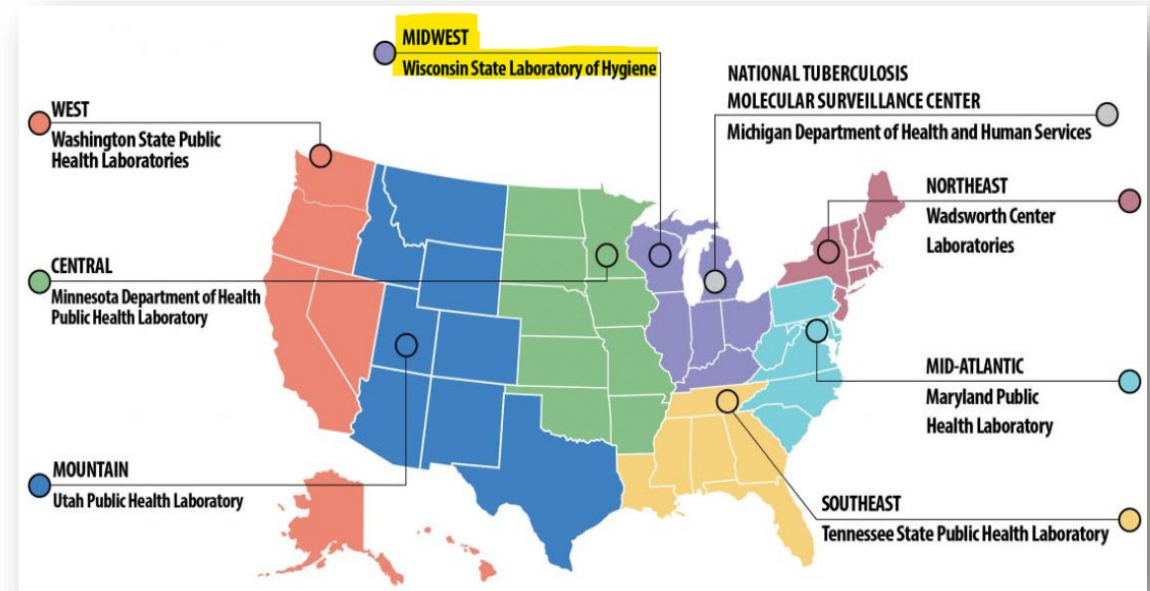 MIDWEST
Wisconsin State Laboratory of Hygiene
NATIONAL TUBERCULOSIS
MOLECULAR SURVEILLANCE CENTER
Michigan Department of Health and Human Services
WEST
Washington State Public
Health Laboratories
NORTHEAST
Wadsworth Center
Laboratories
CENTRAL
Minnesota Department of Health
Public Health Laboratory
MID-ATLANTIC
Maryland Public
Health Laboratory
MOUNTAIN
Utah Public Health Laboratory
SOUTHEAST
Tennessee State Public Health Laboratory